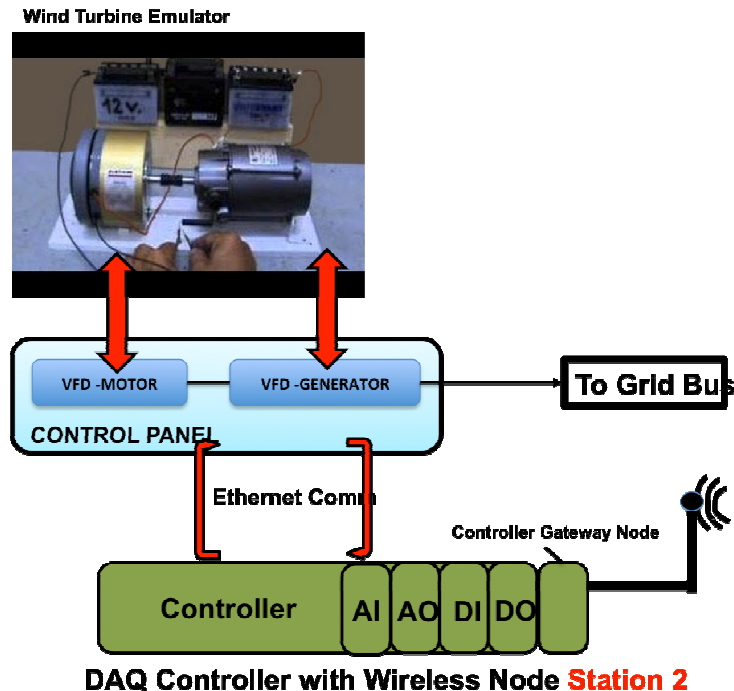 Wind Turbine Emulator
12 v.
VFD -MOTOR
VFD -GENERATOR
To Grid Bus
CONTROL PANEL
Ethernet Comm
Controller Gateway Node
Controller
AI
AO
DI
DO
DAQ Controller with Wireless Node Station 2